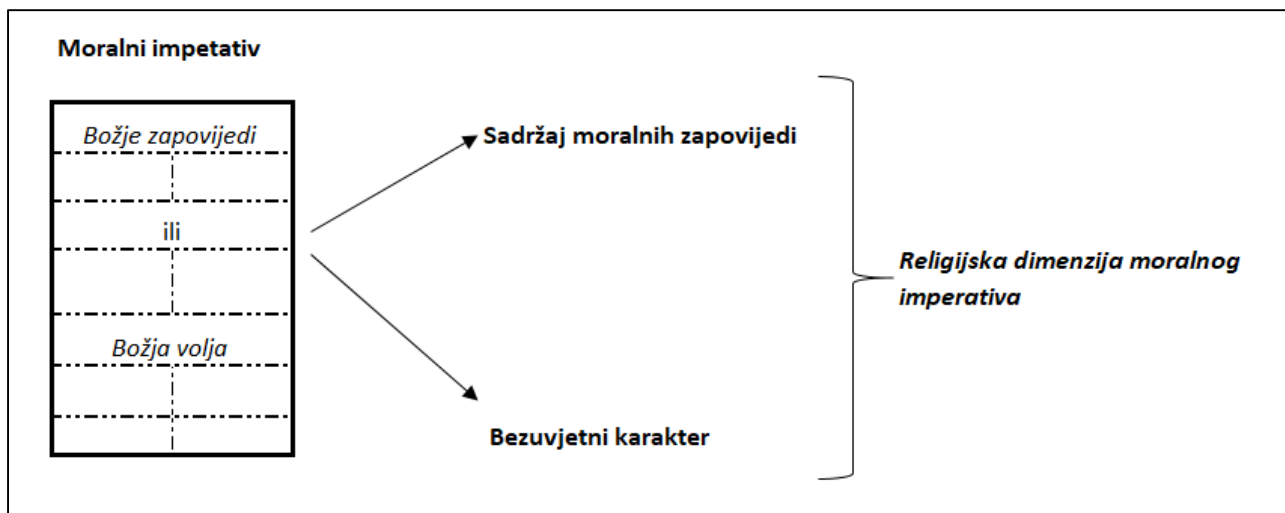 Moralni impetativ
Božje zapovijedi
ili
Božja volja
Sadržaj moralnih zapovijedi
Bezuvjetni karakter
Religijska dimenzija moralnog
imperativa